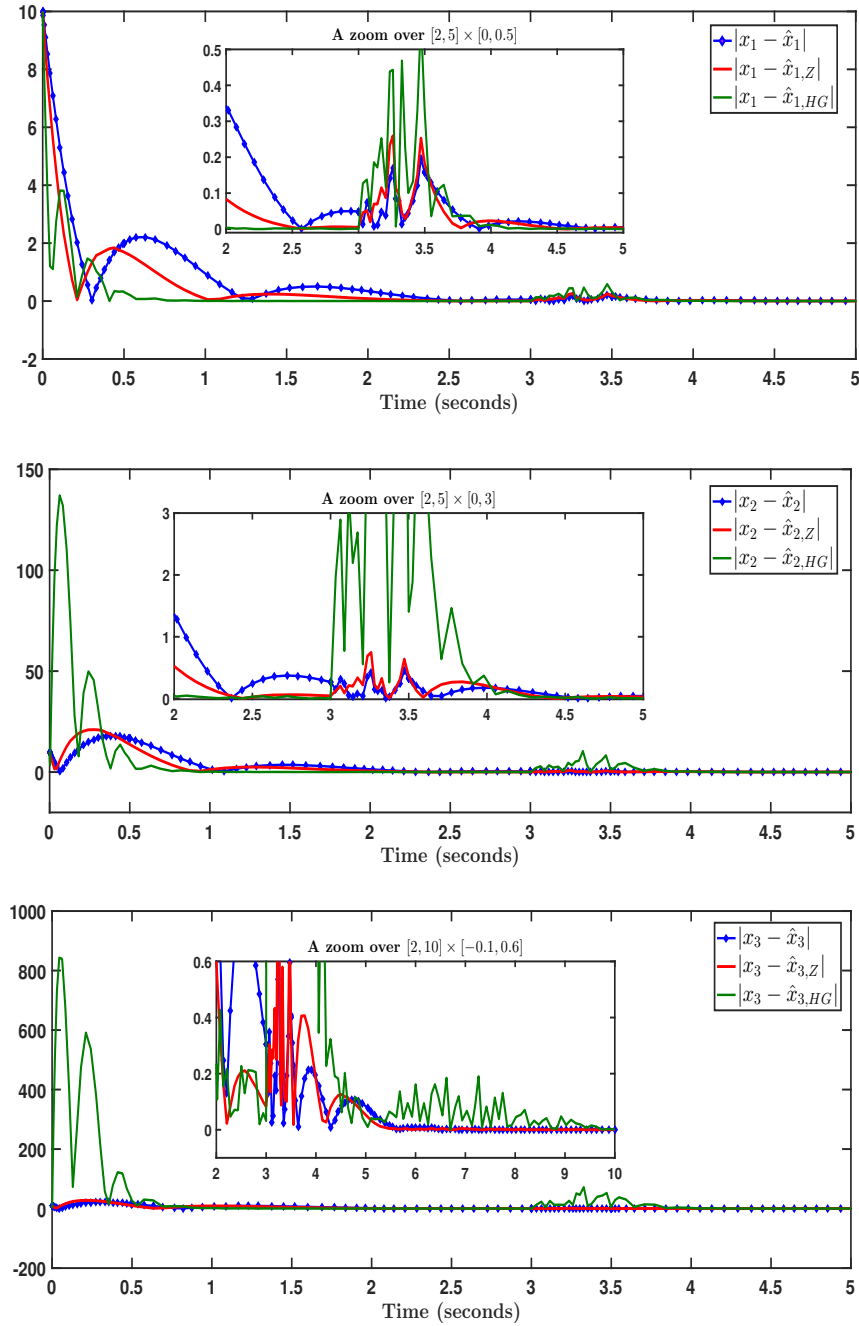 10
8
6
4
2
0
-2
A zoom over [2, 5] × [0, 0.5]
0.5
0.4
0.3
0.2
0.1
0
2 2.5 3 3.5 4 4.5 5
|x₁ − x̂₁|
|x₁ − x̂₁,Z|
|x₁ − x̂₁,HG|
0 0.5 1 1.5 2 2.5 3 3.5 4 4.5 5
Time (seconds)
150
100
50
0
A zoom over [2, 5] × [0, 3]
3
2
1
0
2 2.5 3 3.5 4 4.5 5
|x₂ − x̂₂|
|x₂ − x̂₂,Z|
|x₂ − x̂₂,HG|
0 0.5 1 1.5 2 2.5 3 3.5 4 4.5 5
Time (seconds)
1000
800
600
400
200
0
-200
A zoom over [2, 10] × [−0.1, 0.6]
0.6
0.4
0.2
0
2 3 4 5 6 7 8 9 10
|x₃ − x̂₃|
|x₃ − x̂₃,Z|
|x₃ − x̂₃,HG|
0 0.5 1 1.5 2 2.5 3 3.5 4 4.5 5
Time (seconds)